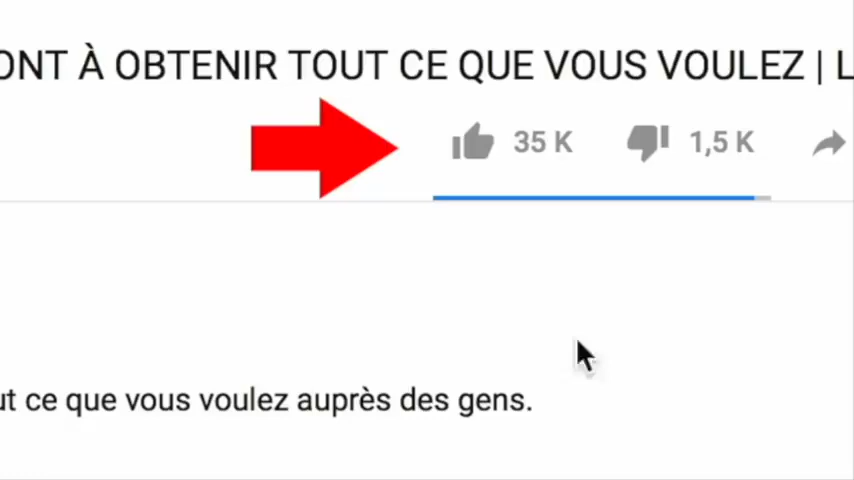 ONT À OBTENIR TOUT CE QUE VOUS VOULEZ | L
35 K 1,5 K
ut ce que vous voulez auprès des gens.